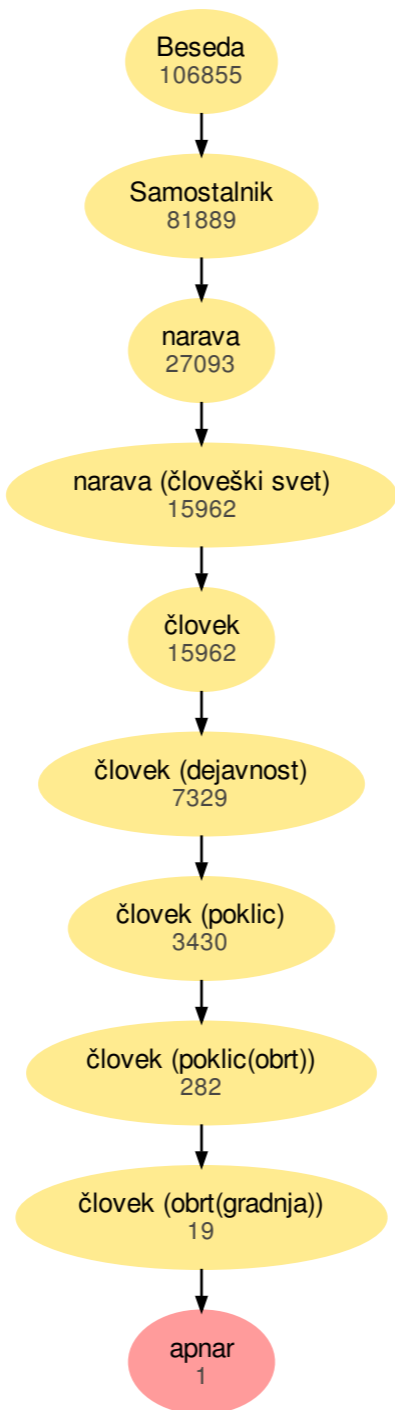 Beseda
106855
Samostalnik
81889
narava
27093
narava (človeški svet)
15962
človek
15962
človek (dejavnost)
7329
človek (poklic)
3430
človek (poklic(obrt))
282
človek (obrt(gradnja))
19
apnar
1